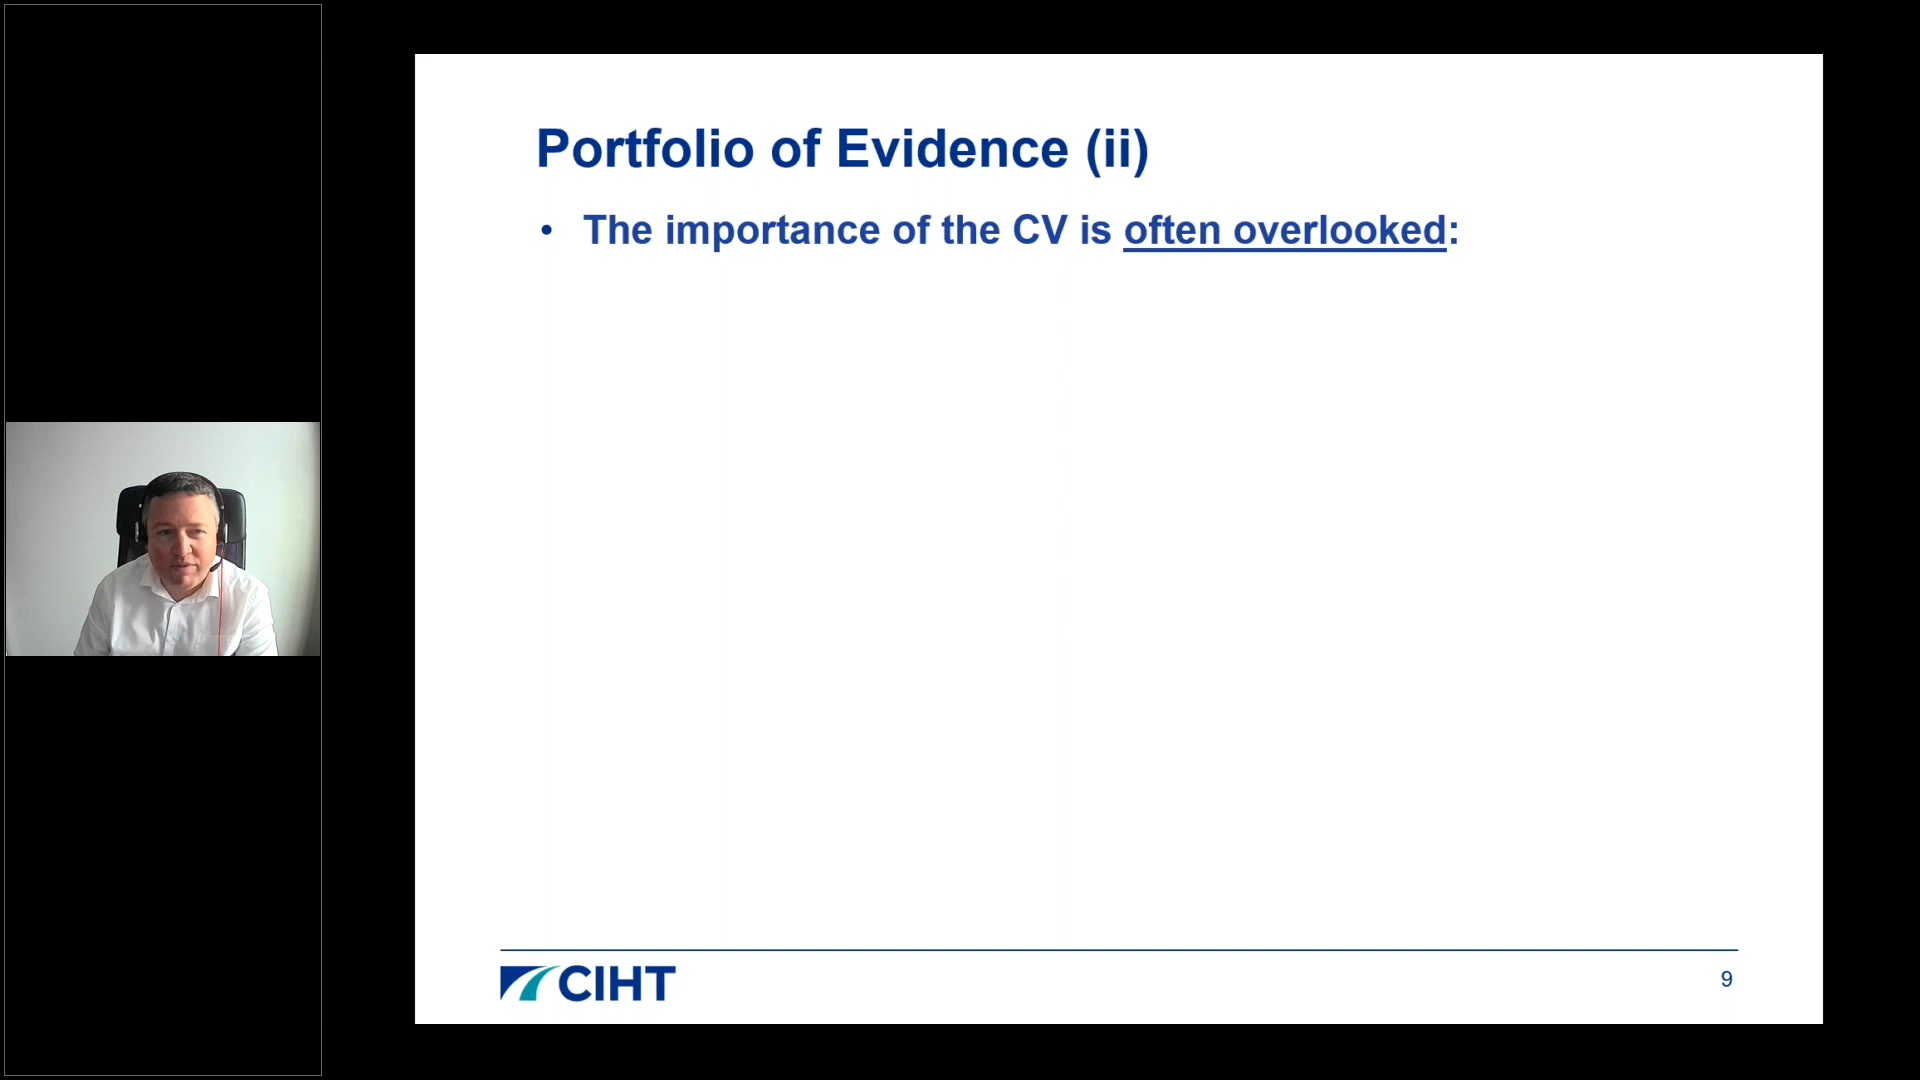 Portfolio of Evidence (ii)
• The importance of the CV is often overlooked:
CIHT
9